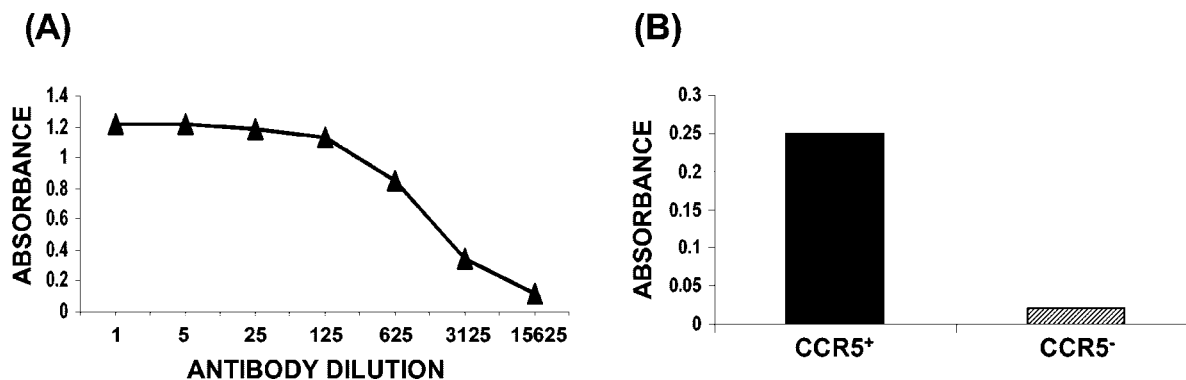 (A)
ABSORBANCE
1.4
1.2
1
0.8
0.6
0.4
0.2
0
1 5 25 125 625 3125 15625
ANTIBODY DILUTION
(B)
ABSORBANCE
0.3
0.25
0.2
0.15
0.1
0.05
0
CCR5⁺ CCR5⁻